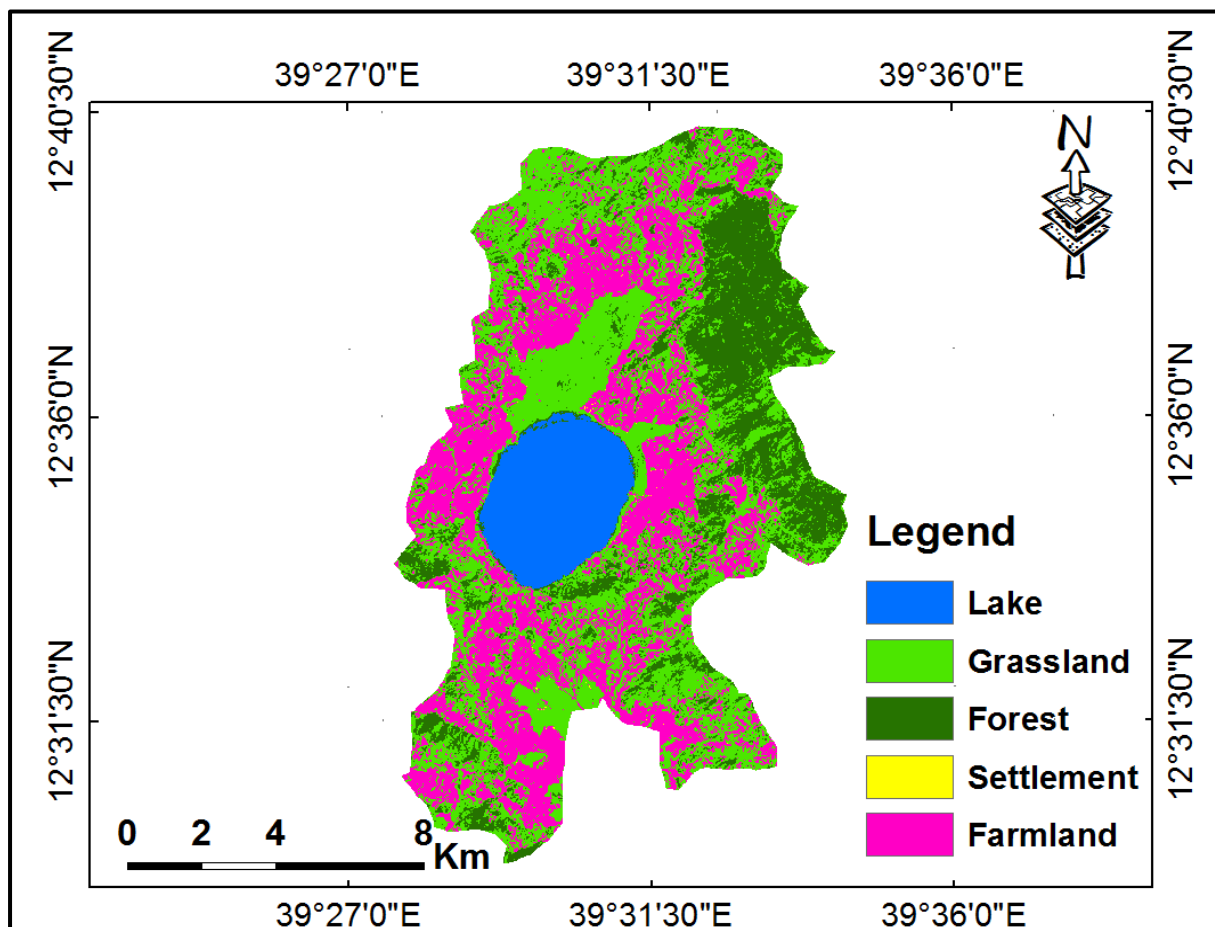 39°27'0"E 39°31'30"E 39°36'0"E
12°40'30"N
12°40'30"N
N
12°36'0"N
12°36'0"N
Legend
Lake
Grassland
Forest
Settlement
Farmland
12°31'30"N
12°31'30"N
0 2 4 8
Km
39°27'0"E 39°31'30"E 39°36'0"E